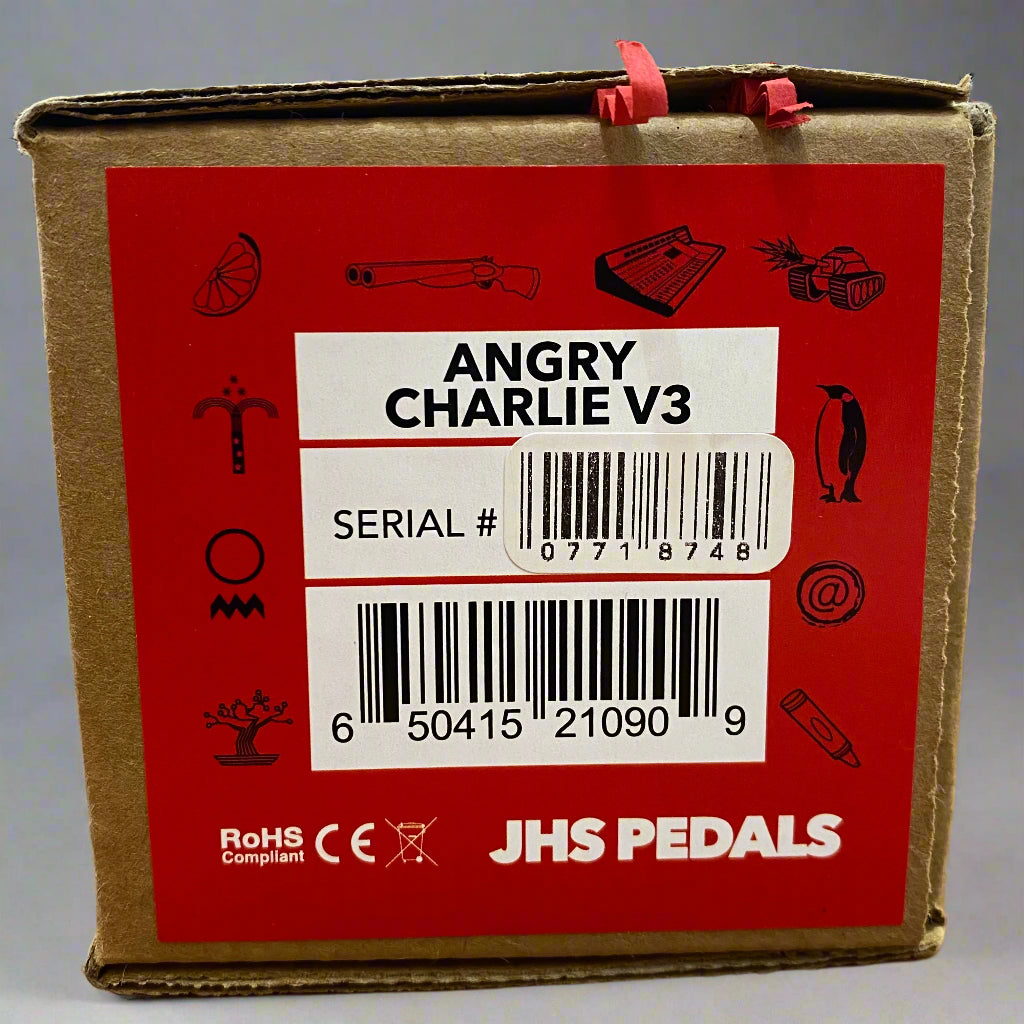 ANGRY
CHARLIE V3
SERIAL #
0771 8748
@
6 50415 21090 9
RoHS
Compliant
CE
JHS PEDALS